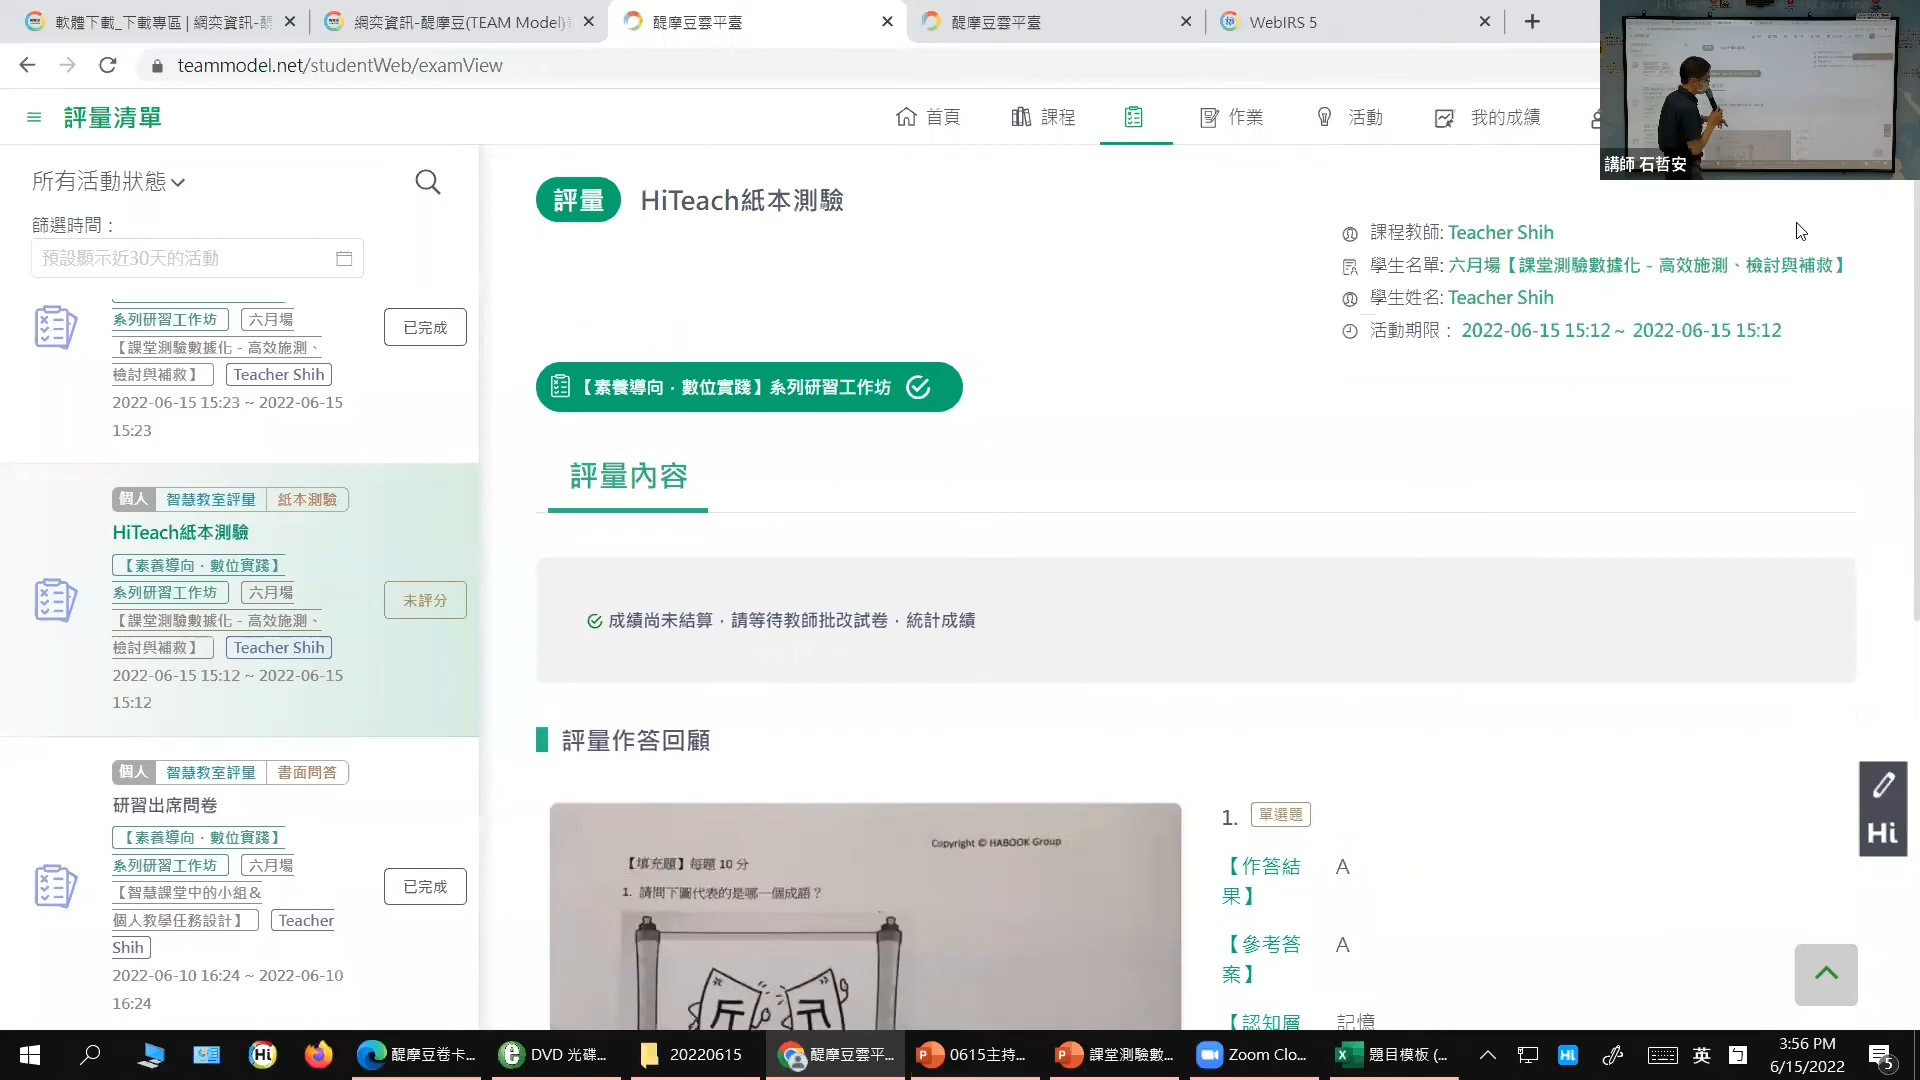 軟體下載_下載專區 | 網奕資訊-醍
網奕資訊-醍摩豆(TEAM Model)
醍摩豆雲平臺
醍摩豆雲平臺
WebIRS 5
teammodel.net/studentWeb/examView
評量清單
首頁
課程
作業
活動
我的成績
講師 石哲安
所有活動狀態
篩選時間：
預設顯示近30天的活動
系列研習工作坊 六月場
【課堂測驗數據化－高效施測、
檢討與補救】 Teacher Shih
2022-06-15 15:23 ~ 2022-06-15
15:23
已完成
個人 智慧教室評量 紙本測驗
HiTeach紙本測驗
【素養導向．數位實踐】
系列研習工作坊 六月場
【課堂測驗數據化－高效施測、
檢討與補救】 Teacher Shih
2022-06-15 15:12 ~ 2022-06-15
15:12
未評分
個人 智慧教室評量 書面問答
研習出席問卷
【素養導向．數位實踐】
系列研習工作坊 六月場
【智慧課堂中的小組＆
個人教學任務設計】 Teacher
Shih
2022-06-10 16:24 ~ 2022-06-10
16:24
已完成
評量 HiTeach紙本測驗
課程教師: Teacher Shih
學生名單: 六月場【課堂測驗數據化－高效施測、檢討與補救】
學生姓名: Teacher Shih
活動期限： 2022-06-15 15:12 ~ 2022-06-15 15:12
【素養導向．數位實踐】系列研習工作坊
評量內容
成績尚未結算，請等待教師批改試卷，統計成績
評量作答回顧
Copyright © HABOOK Group
【填充題】每題 10 分
1. 請問下圖代表的是哪一個成語？
1. 單選題
【作答結果】 A
【參考答案】 A
【認知層 記憶
Hi
醍摩豆卷卡...
DVD 光碟...
20220615
醍摩豆雲平...
0615主持...
課堂測驗數...
Zoom Clo...
題目模板 (...
英
3:56 PM
6/15/2022
5